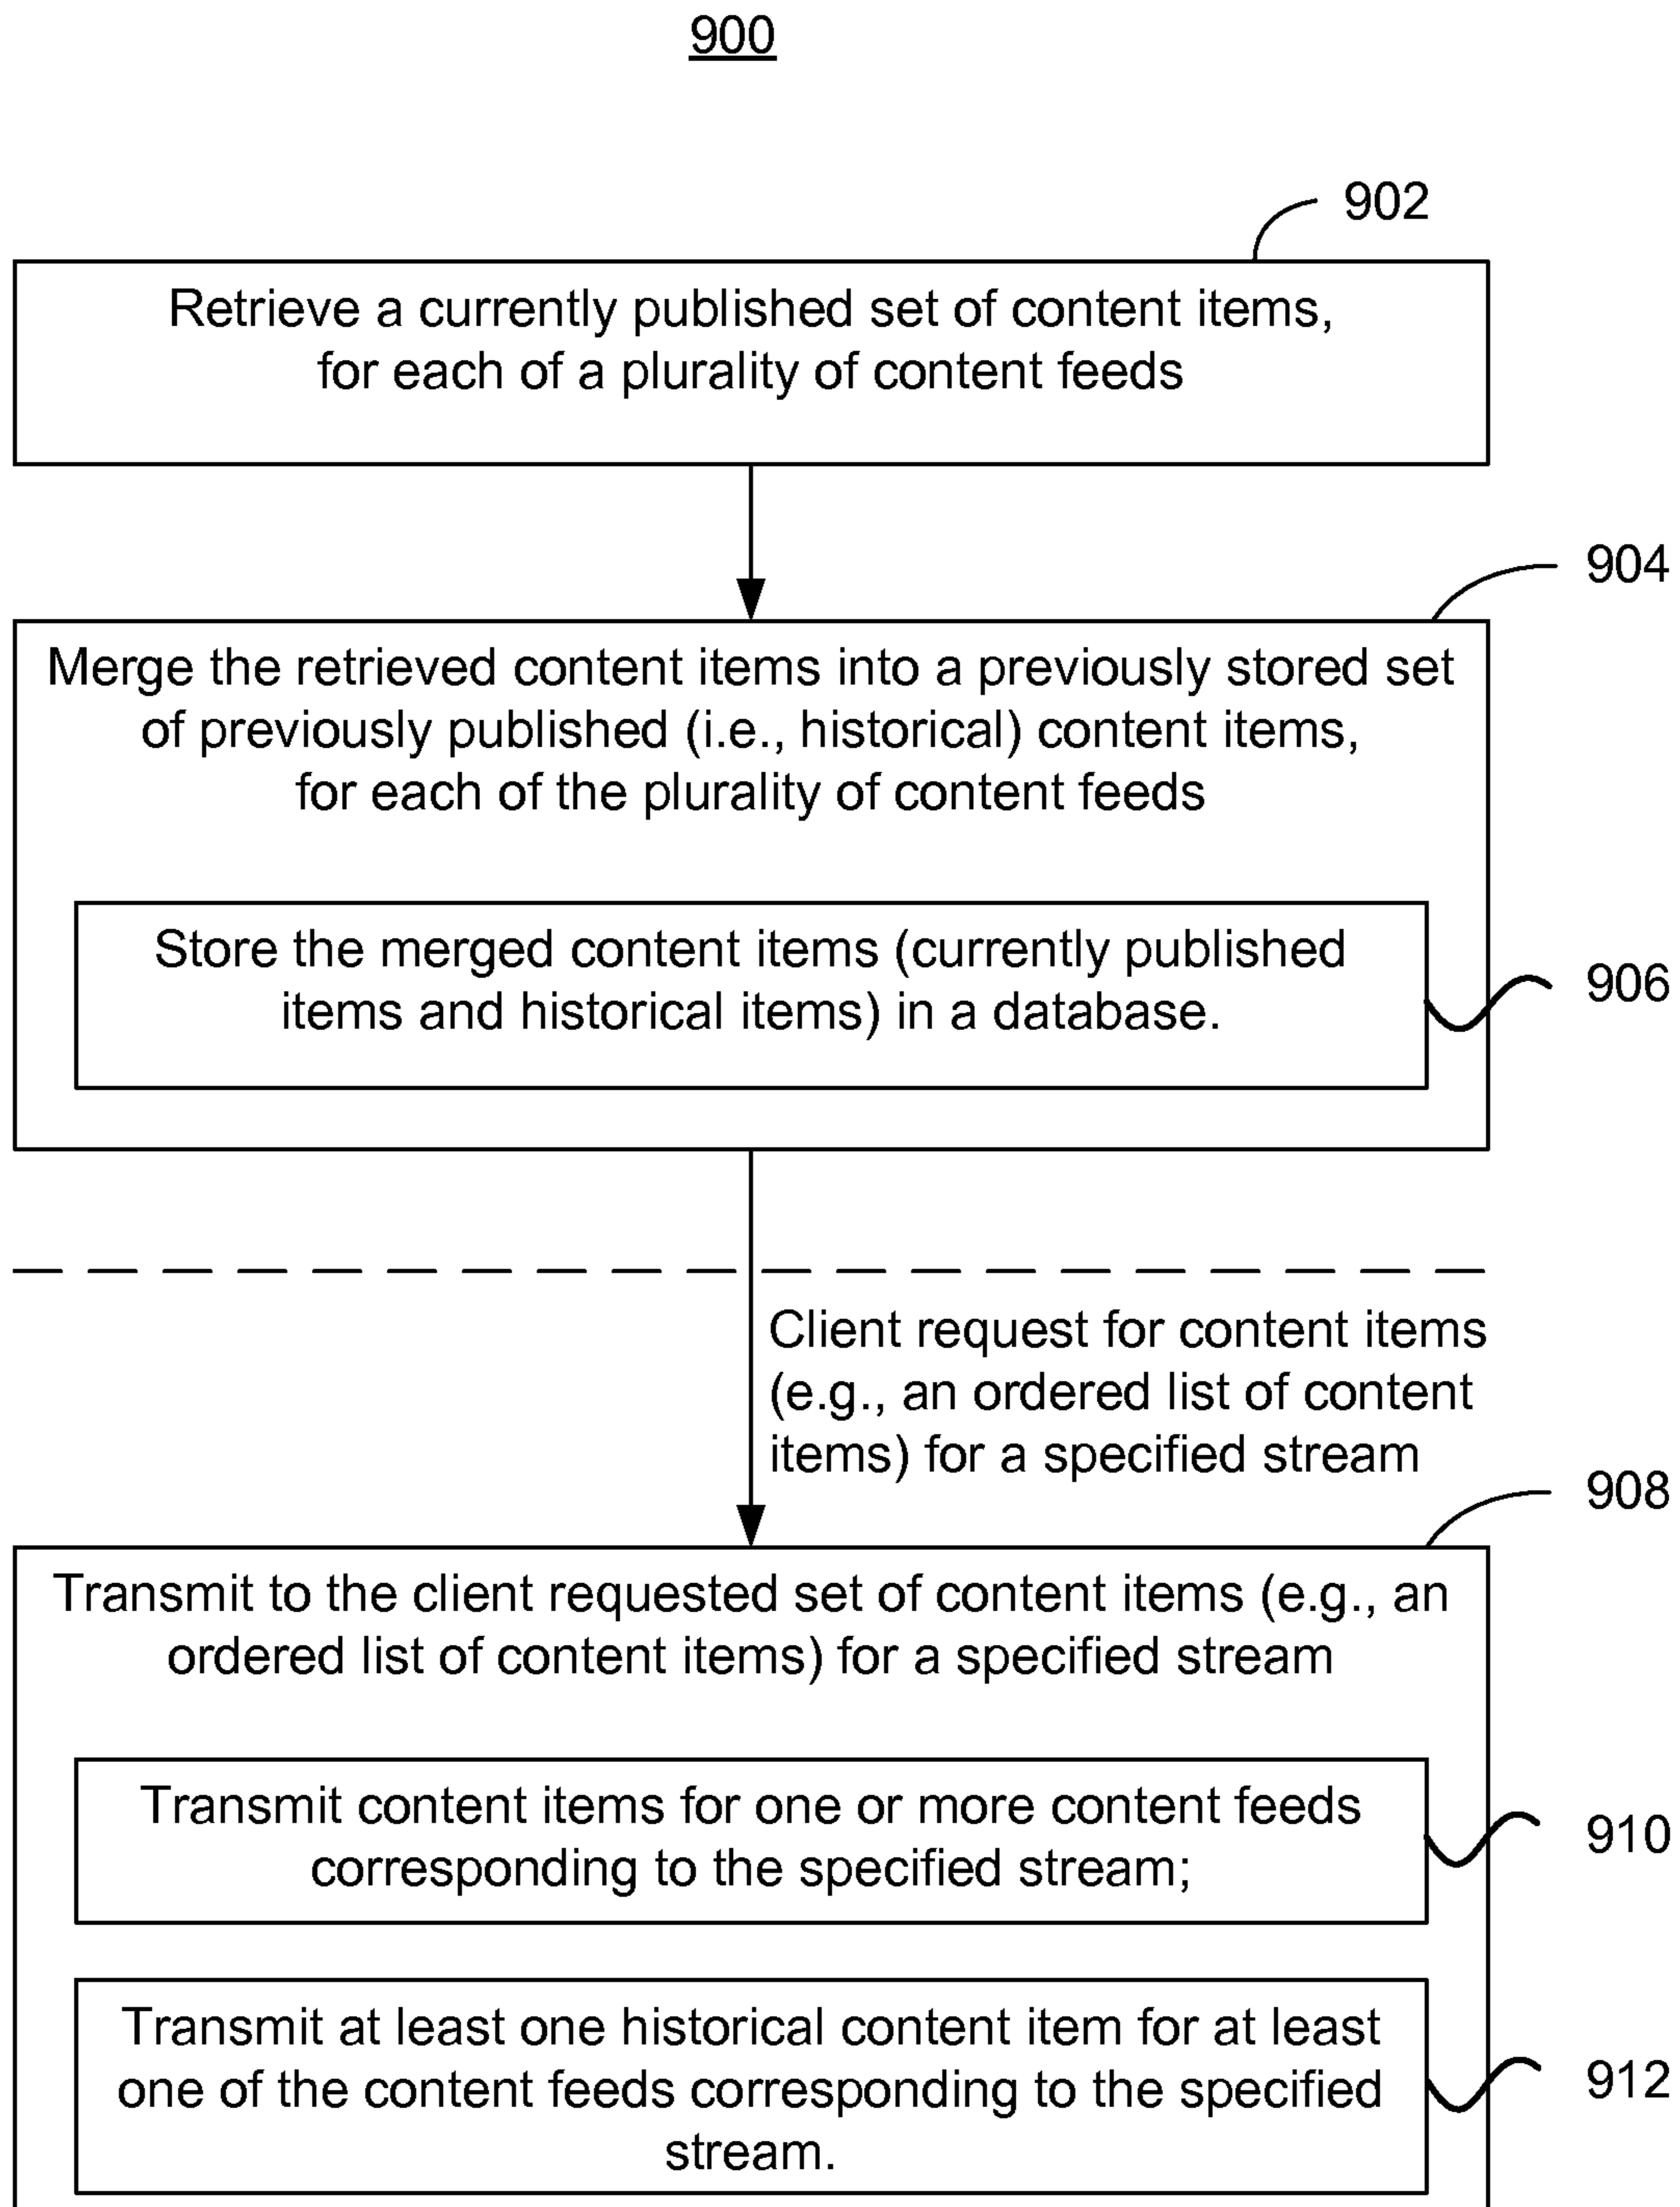 900
902
Retrieve a currently published set of content items,
for each of a plurality of content feeds
904
Merge the retrieved content items into a previously stored set
of previously published (i.e., historical) content items,
for each of the plurality of content feeds
Store the merged content items (currently published
items and historical items) in a database.
906
Client request for content items
(e.g., an ordered list of content
items) for a specified stream
908
Transmit to the client requested set of content items (e.g., an
ordered list of content items) for a specified stream
Transmit content items for one or more content feeds
corresponding to the specified stream;
910
Transmit at least one historical content item for at least
one of the content feeds corresponding to the specified
stream.
912